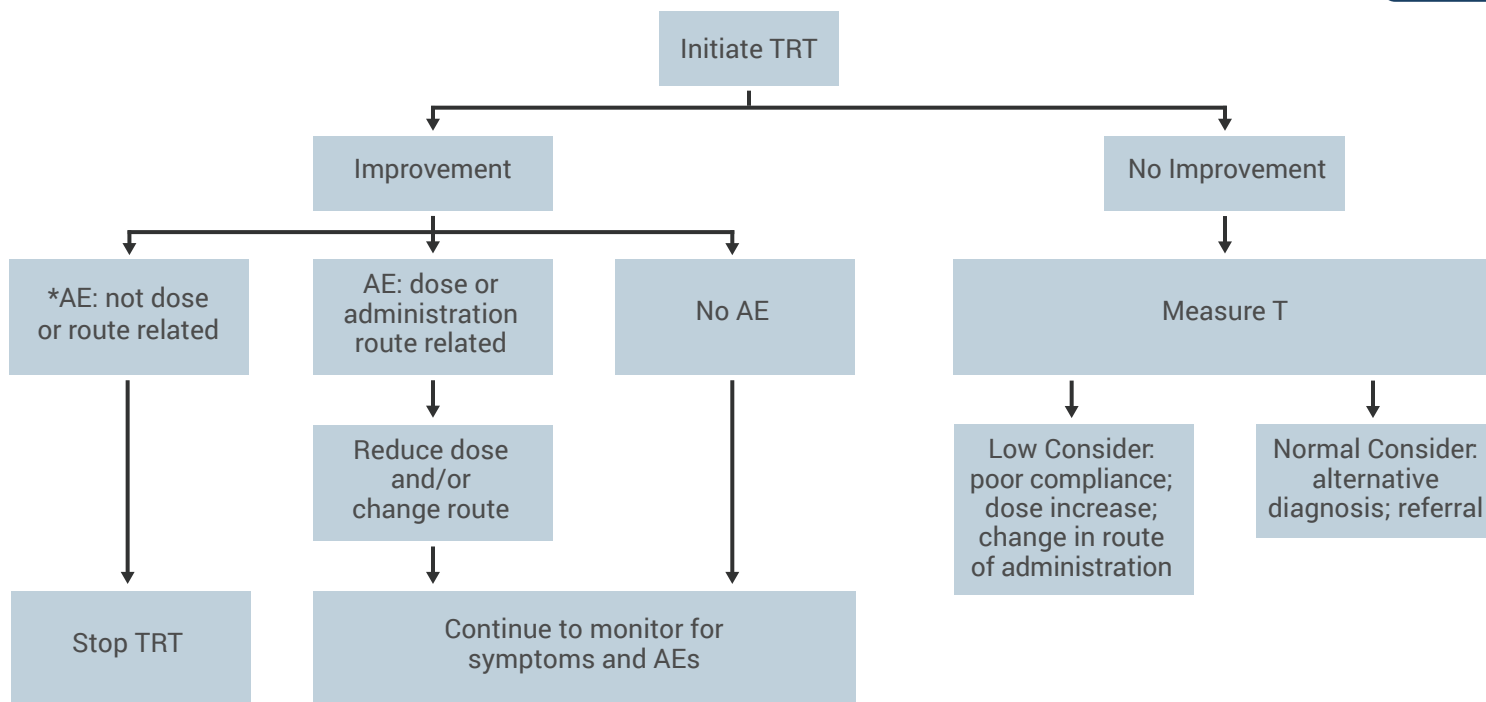 Initiate TRT
Improvement
No Improvement
*AE: not dose
or route related
AE: dose or
administration
route related
No AE
Measure T
Reduce dose
and/or
change route
Low Consider:
poor compliance;
dose increase;
change in route
of administration
Normal Consider:
alternative
diagnosis; referral
Stop TRT
Continue to monitor for
symptoms and AEs